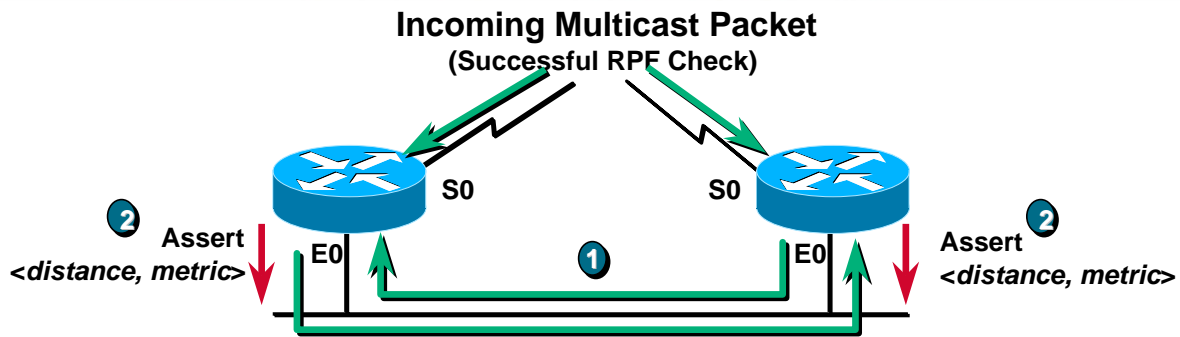 Incoming Multicast Packet
(Successful RPF Check)
S0
S0
2
Assert
<distance, metric>
E0
1
E0
2
Assert
<distance, metric>